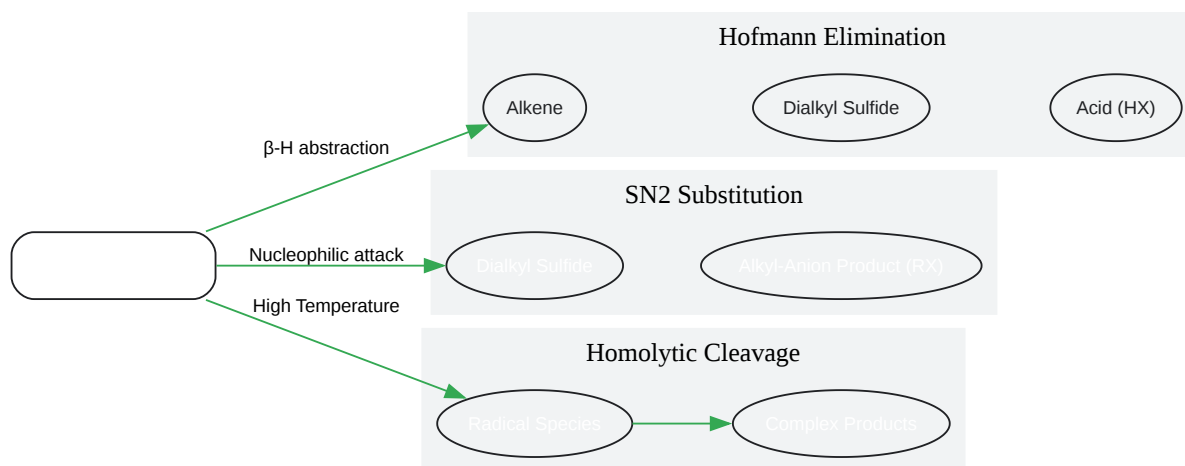 Hofmann Elimination
Alkene
Dialkyl Sulfide
Acid (HX)
β-H abstraction
SN2 Substitution
Nucleophilic attack
Dialkyl Sulfide
Alkyl-Anion Product (RX)
High Temperature
Homolytic Cleavage
Radical Species
Complex Products